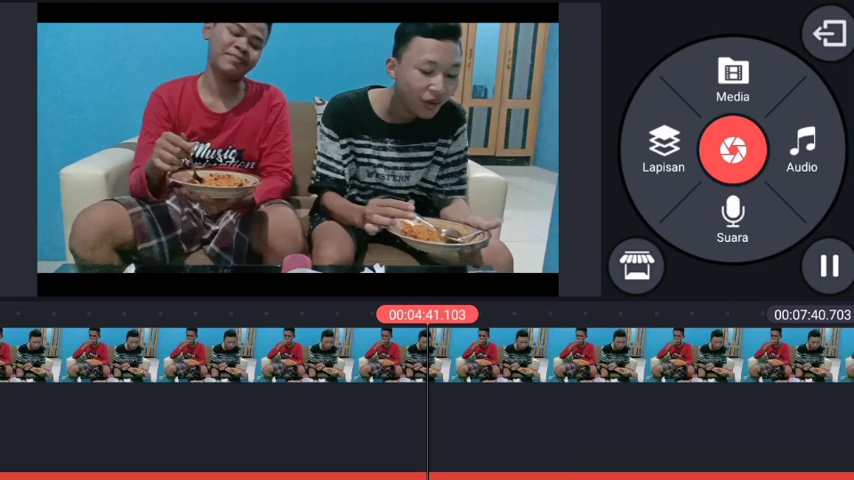 Media
Lapisan
Audio
Suara
Music
WESTERN
00:04:41.103
00:07:40.703